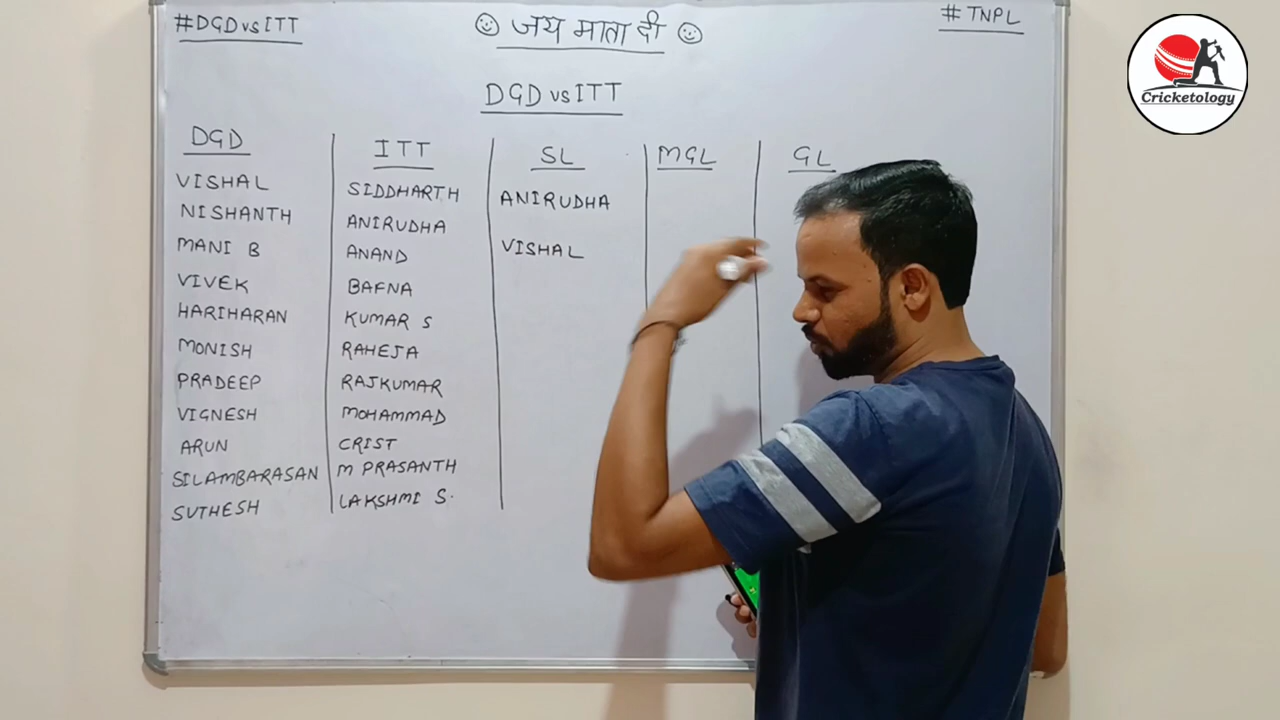 #DGDvsITT
जय माता दी
# TNPL
Cricketology
DGD vs ITT
DGD
VISHAL
NISHANTH
MANI B
VIVEK
HARIHARAN
MONISH
PRADEEP
VIGNESH
ARUN
SILAMBARASAN
SUTHESH
ITT
SIDDHARTH
ANIRUDHA
ANAND
BAFNA
KUMAR S
RAHEJA
RAJKUMAR
MOHAMMAD
CRIST
M PRASANTH
LAKSHMI S.
SL
ANIRUDHA
VISHAL
MGL
GL